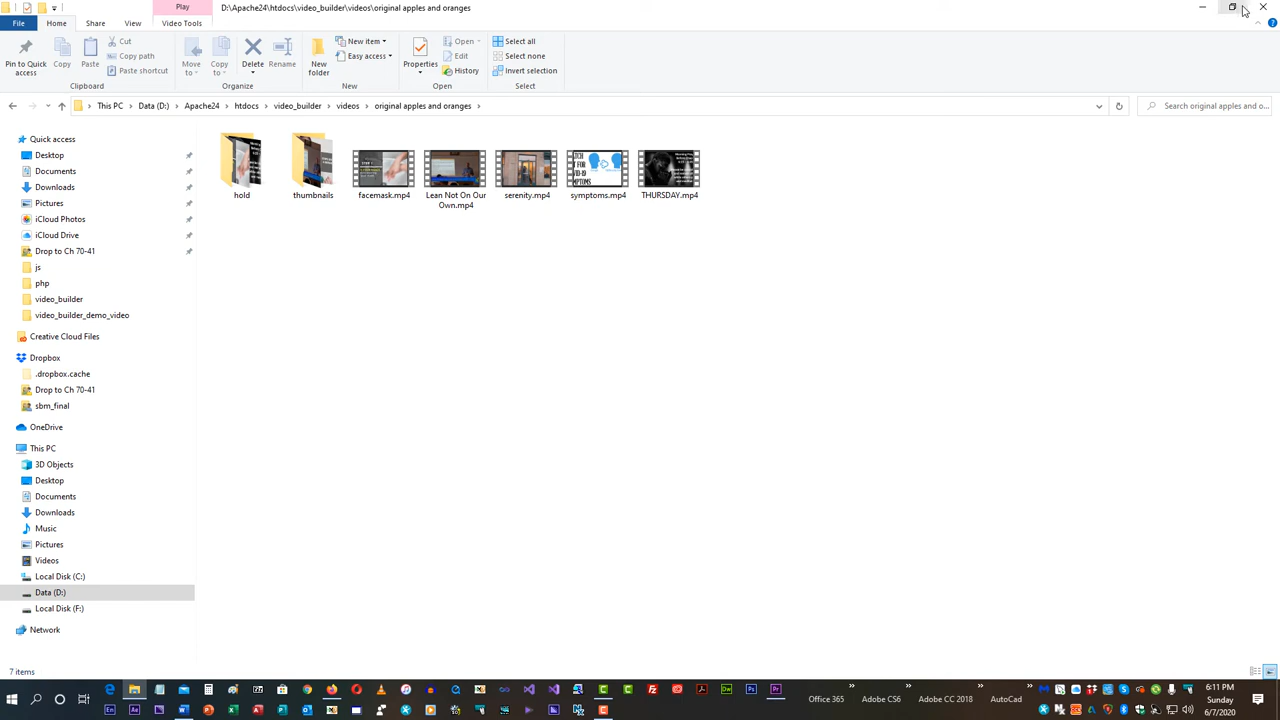 Play
D:\Apache24\htdocs\video_builder\videos\original apples and oranges
File
Home
Share
View
Video Tools
Pin to Quick access
Copy
Paste
Cut
Copy path
Paste shortcut
Clipboard
Move to
Copy to
Delete
Rename
Organize
New folder
New item
Easy access
New
Properties
Open
Edit
History
Open
Select all
Select none
Invert selection
Select
This PC > Data (D:) > Apache24 > htdocs > video_builder > videos > original apples and oranges >
Search original apples and o...
Quick access
Desktop
Documents
Downloads
Pictures
iCloud Photos
iCloud Drive
Drop to Ch 70-41
js
php
video_builder
video_builder_demo_video
Creative Cloud Files
Dropbox
.dropbox.cache
Drop to Ch 70-41
sbm_final
OneDrive
This PC
3D Objects
Desktop
Documents
Downloads
Music
Pictures
Videos
Local Disk (C:)
Data (D:)
Local Disk (F:)
Network
hold
thumbnails
facemask.mp4
Lean Not On Our Own.mp4
serenity.mp4
symptoms.mp4
THURSDAY.mp4
7 items
Office 365
Adobe CS6
Adobe CC 2018
AutoCad
6:11 PM
Sunday
6/7/2020